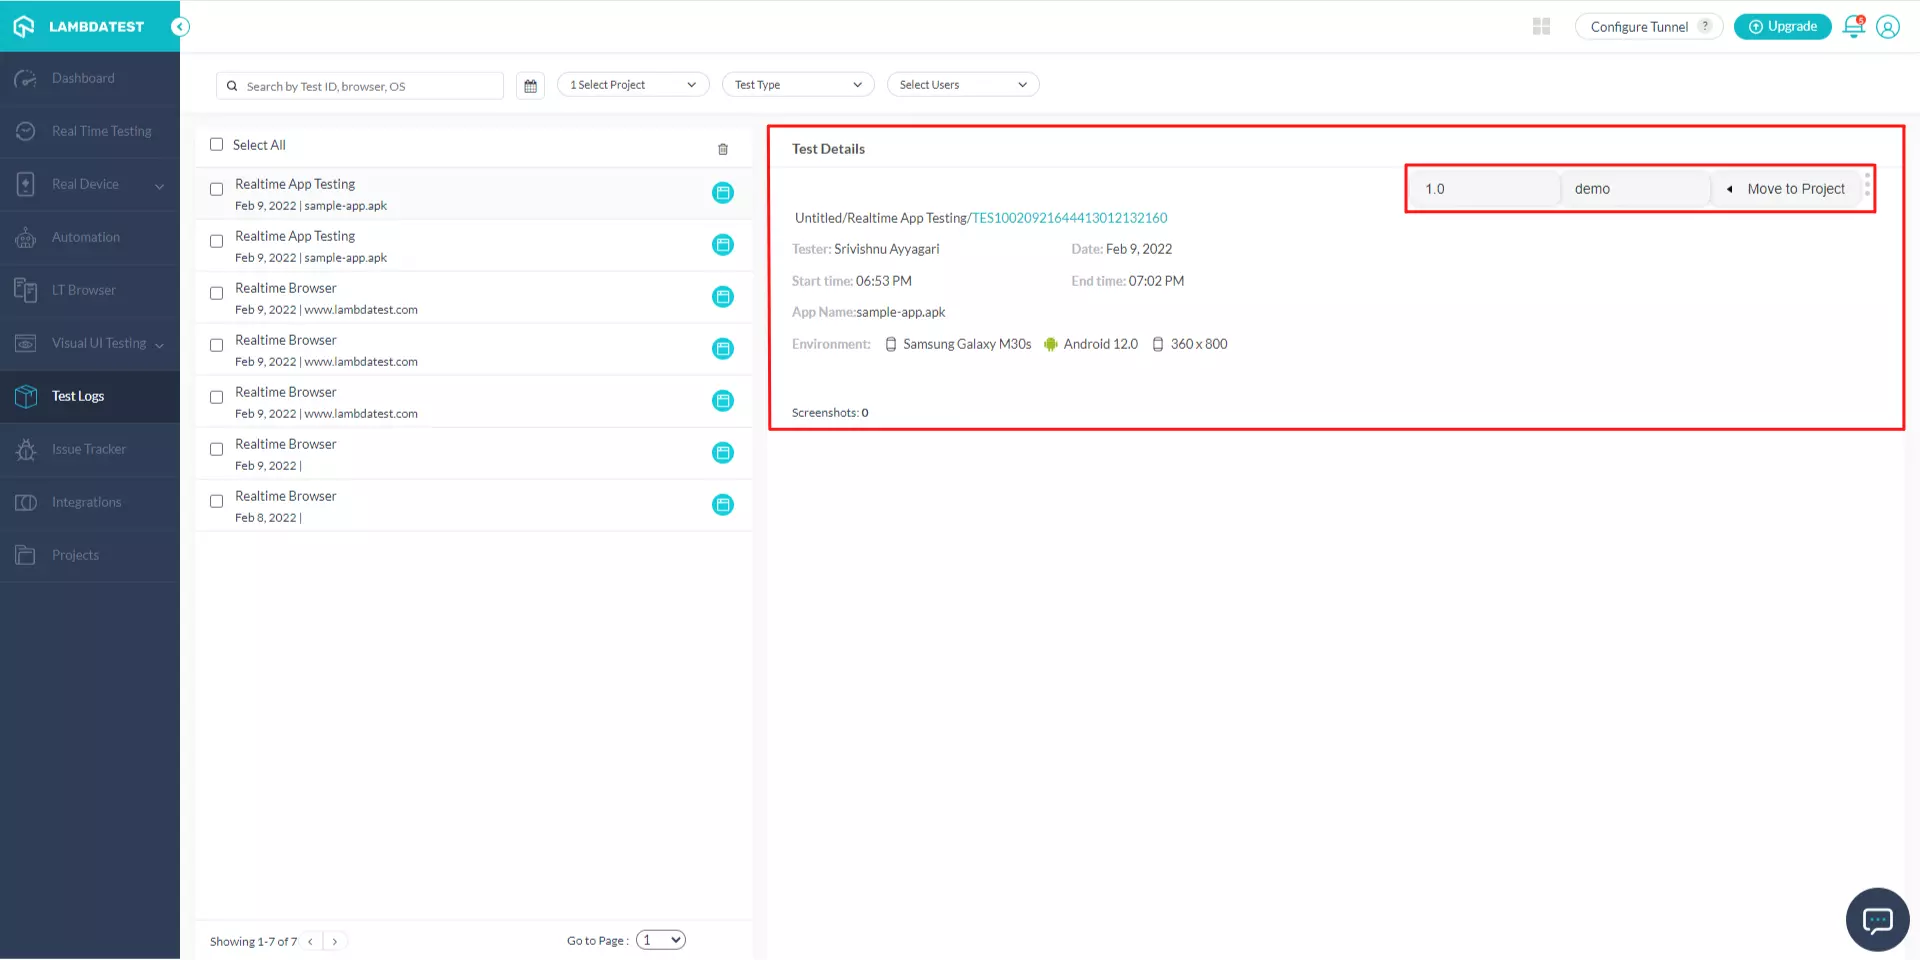 LAMBDATEST
Configure Tunnel ?
Upgrade
Dashboard
Real Time Testing
Real Device
Automation
LT Browser
Visual UI Testing
Test Logs
Issue Tracker
Integrations
Projects
Search by Test ID, browser, OS
1 Select Project
Test Type
Select Users
Select All
Realtime App Testing
Feb 9, 2022 | sample-app.apk
Realtime App Testing
Feb 9, 2022 | sample-app.apk
Realtime Browser
Feb 9, 2022 | www.lambdatest.com
Realtime Browser
Feb 9, 2022 | www.lambdatest.com
Realtime Browser
Feb 9, 2022 | www.lambdatest.com
Realtime Browser
Feb 9, 2022 |
Realtime Browser
Feb 8, 2022 |
Showing 1-7 of 7
Go to Page : 1
Test Details
1.0
demo
Move to Project
Untitled/Realtime App Testing/TES10020921644413012132160
Tester: Srivishnu Ayyagari
Date: Feb 9, 2022
Start time: 06:53 PM
End time: 07:02 PM
App Name:sample-app.apk
Environment: Samsung Galaxy M30s Android 12.0 360 x 800
Screenshots: 0